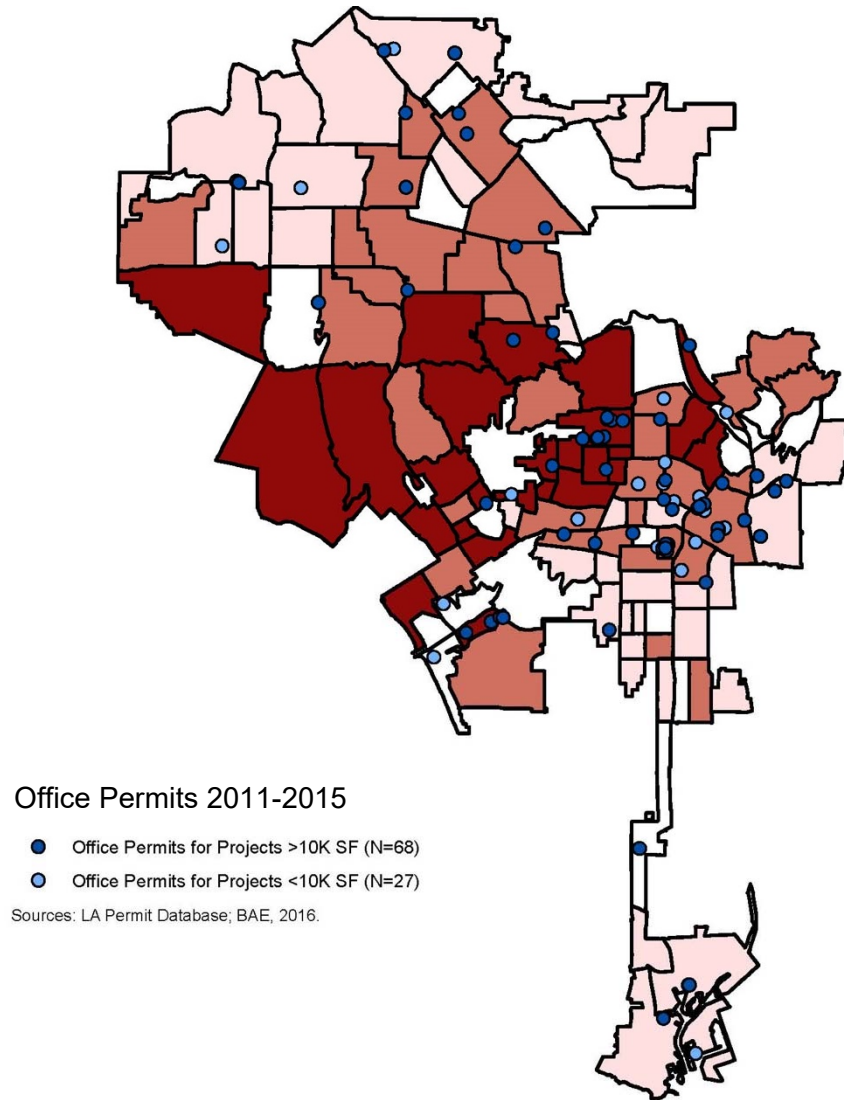 Office Permits 2011-2015
Office Permits for Projects >10K SF (N=68)
Office Permits for Projects <10K SF (N=27)
Sources: LA Permit Database; BAE, 2016.